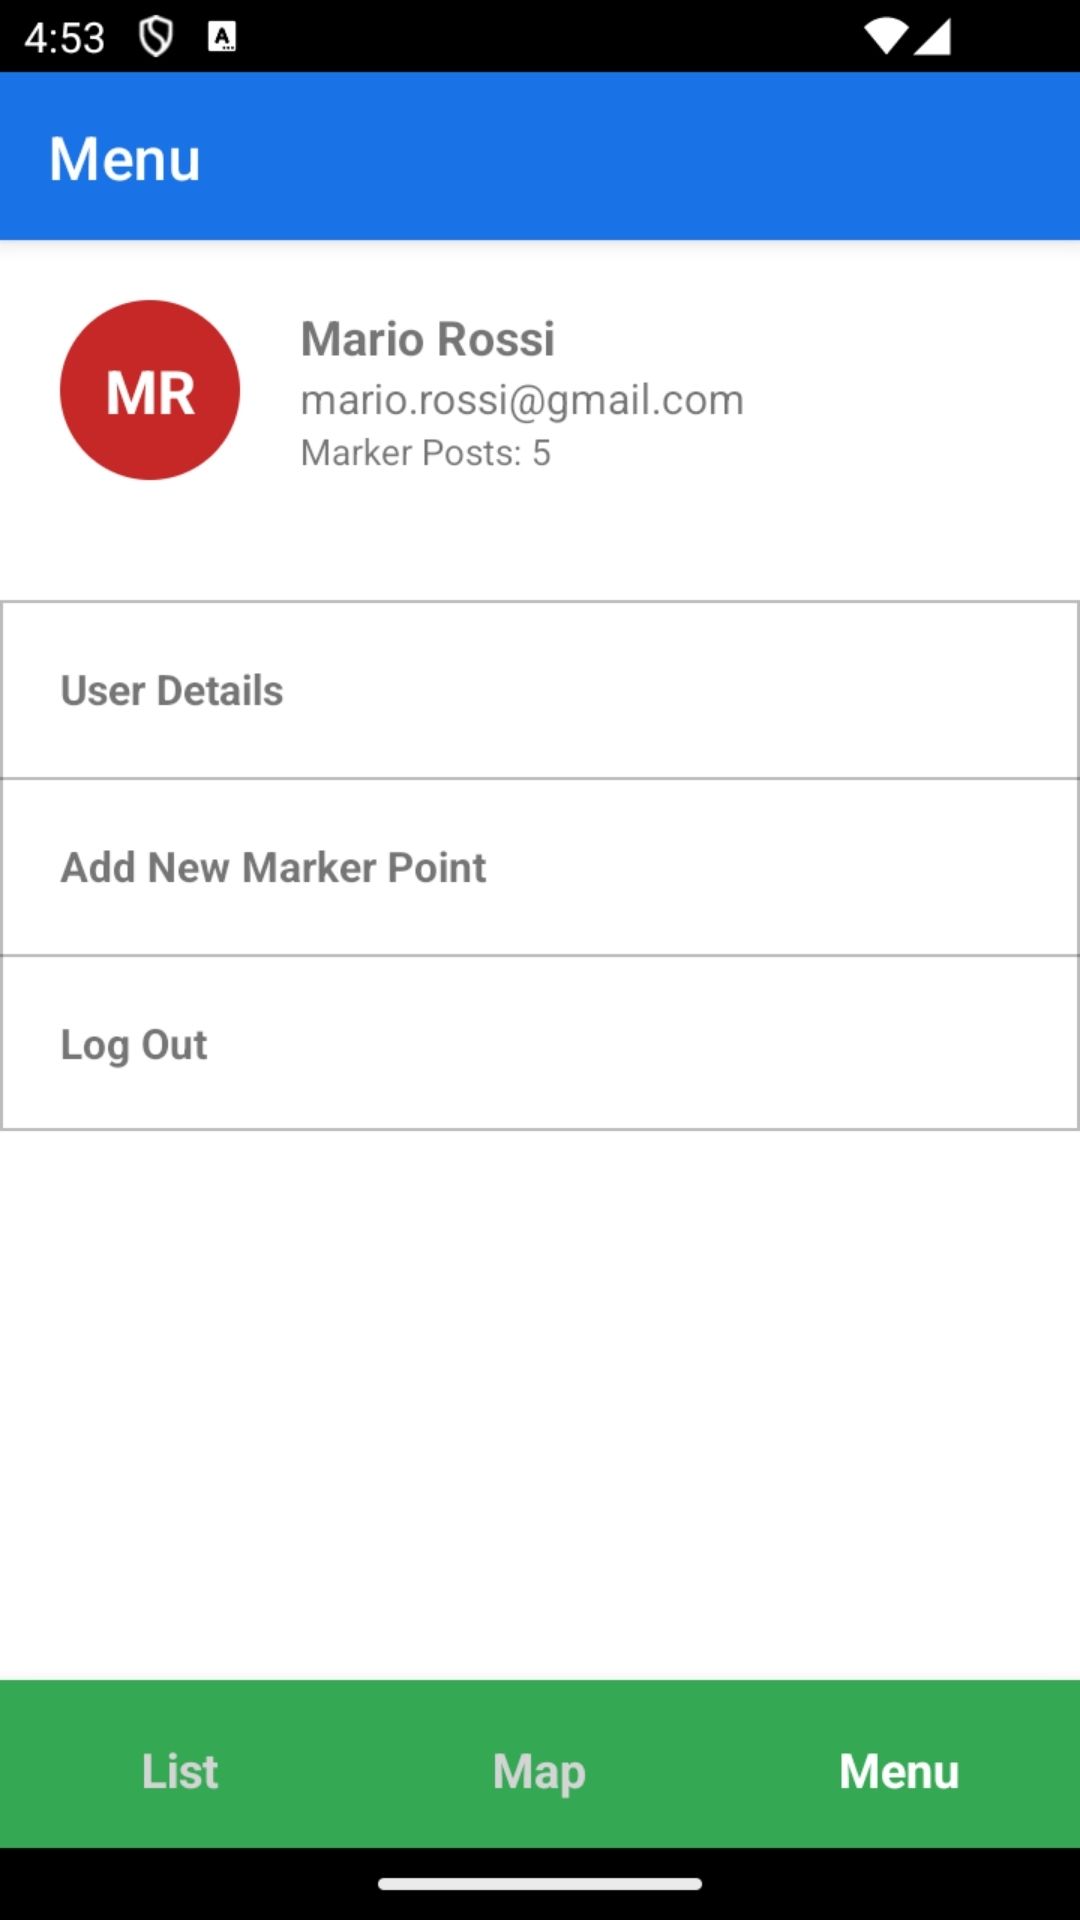 4:53
Menu
MR
Mario Rossi
mario.rossi@gmail.com
Marker Posts: 5
User Details
Add New Marker Point
Log Out
List Map Menu